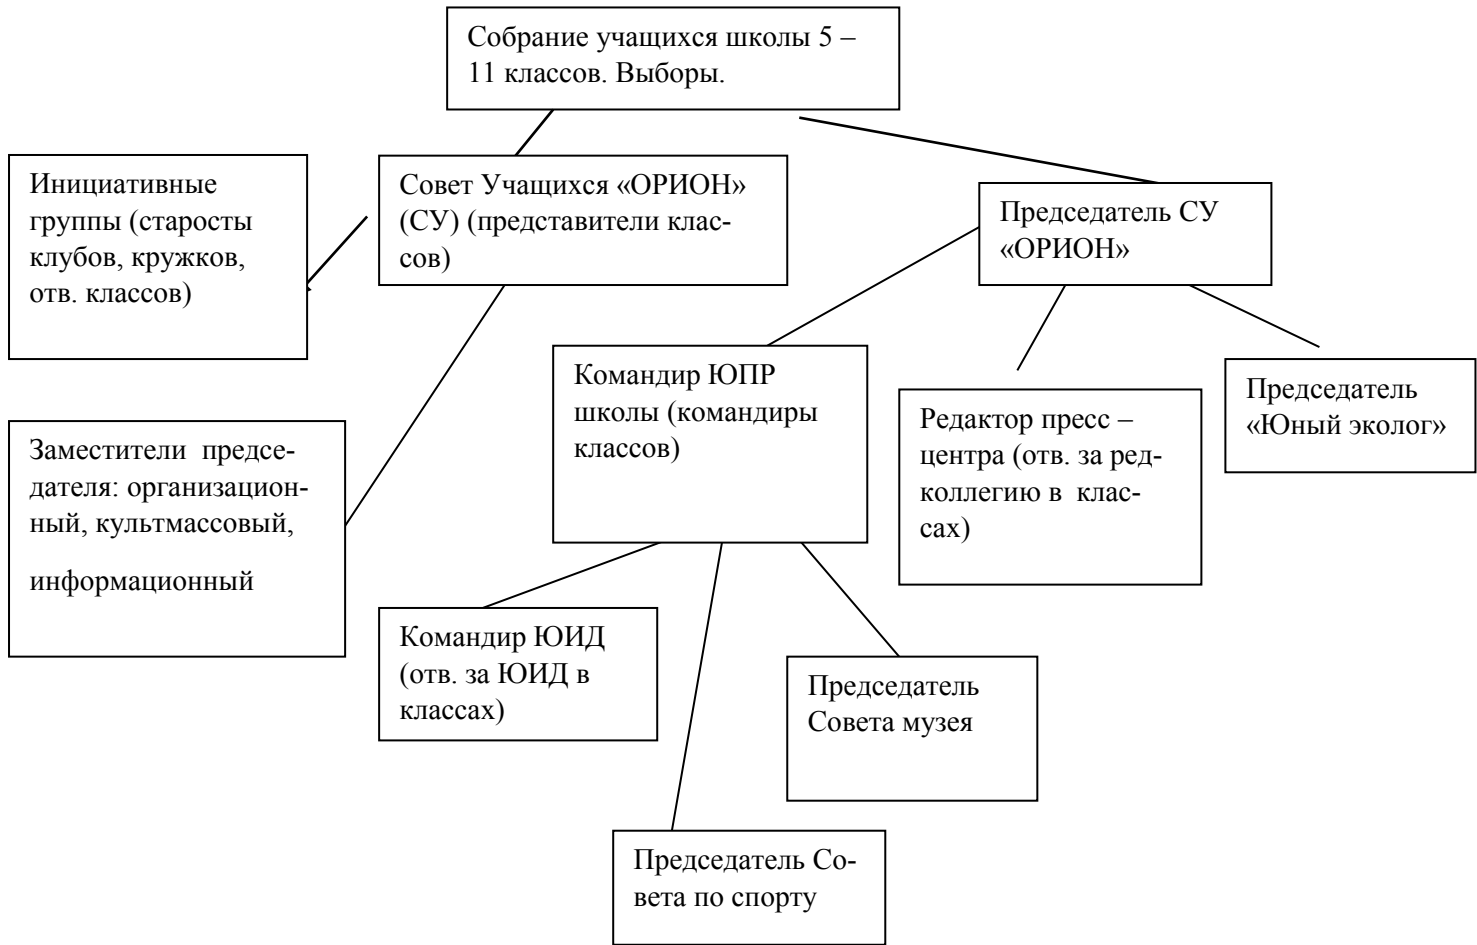 Собрание учащихся школы 5 –
11 классов. Выборы.
Инициативные
группы (старосты
клубов, кружков,
отв. классов)
Совет Учащихся «ОРИОН»
(СУ) (представители клас-
сов)
Председатель СУ
«ОРИОН»
Командир ЮПР
школы (командиры
классов)
Редактор пресс –
центра (отв. за ред-
коллегию в клас-
сах)
Председатель
«Юный эколог»
Заместители предсе-
дателя: организацион-
ный, культмассовый,
информационный
Командир ЮИД
(отв. за ЮИД в
классах)
Председатель
Совета музея
Председатель Со-
вета по спорту